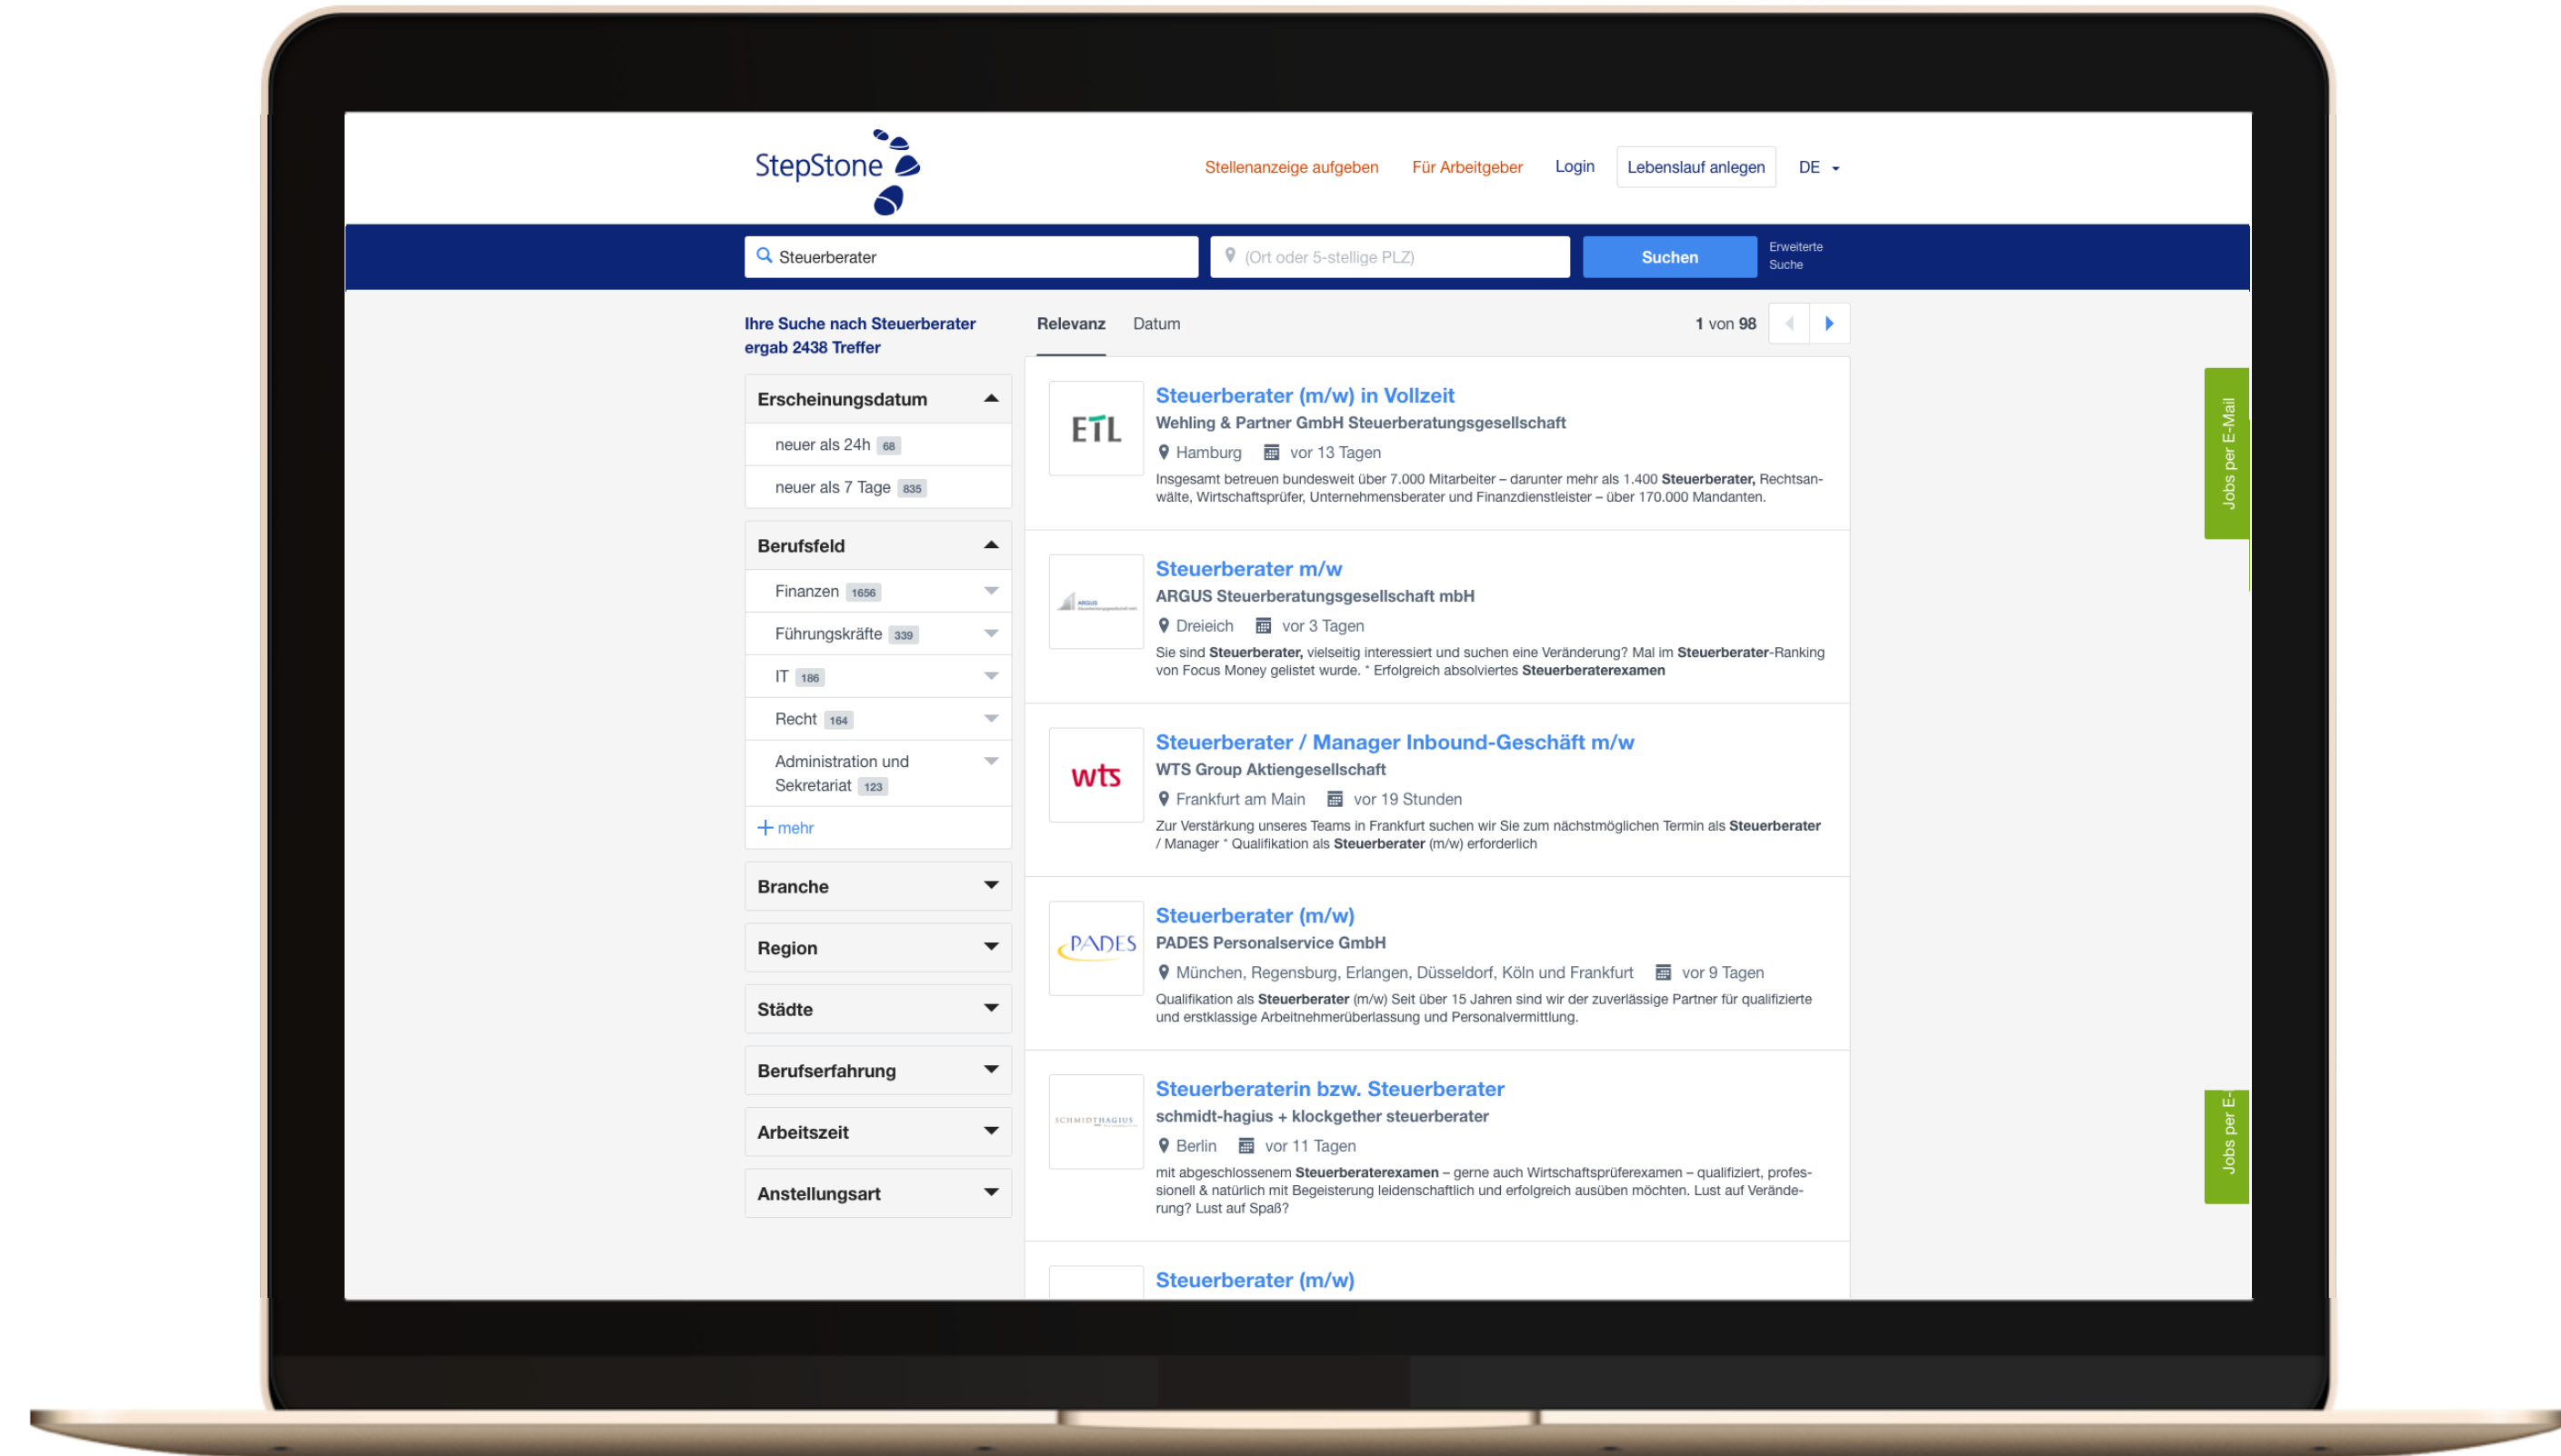 StepStone
Stellenanzeige aufgeben
Für Arbeitgeber
Login
Lebenslauf anlegen
DE
Steuerberater
(Ort oder 5-stellige PLZ)
Suchen
Erweiterte
Suche
Ihre Suche nach Steuerberater
ergab 2438 Treffer
Erscheinungsdatum
neuer als 24h 68
neuer als 7 Tage 835
Berufsfeld
Finanzen 1656
Führungskräfte 339
IT 186
Recht 164
Administration und
Sekretariat 123
+ mehr
Branche
Region
Städte
Berufserfahrung
Arbeitszeit
Anstellungsart
Relevanz
Datum
1 von 98
ETL
Steuerberater (m/w) in Vollzeit
Wehling & Partner GmbH Steuerberatungsgesellschaft
Hamburg vor 13 Tagen
Insgesamt betreuen bundesweit über 7.000 Mitarbeiter – darunter mehr als 1.400 Steuerberater, Rechtsan-
wälte, Wirtschaftsprüfer, Unternehmensberater und Finanzdienstleister – über 170.000 Mandanten.
ARGUS
Steuerberater m/w
ARGUS Steuerberatungsgesellschaft mbH
Dreieich vor 3 Tagen
Sie sind Steuerberater, vielseitig interessiert und suchen eine Veränderung? Mal im Steuerberater-Ranking
von Focus Money gelistet wurde. * Erfolgreich absolviertes Steuerberaterexamen
wts
Steuerberater / Manager Inbound-Geschäft m/w
WTS Group Aktiengesellschaft
Frankfurt am Main vor 19 Stunden
Zur Verstärkung unseres Teams in Frankfurt suchen wir Sie zum nächstmöglichen Termin als Steuerberater
/ Manager * Qualifikation als Steuerberater (m/w) erforderlich
PADES
Steuerberater (m/w)
PADES Personalservice GmbH
München, Regensburg, Erlangen, Düsseldorf, Köln und Frankfurt vor 9 Tagen
Qualifikation als Steuerberater (m/w) Seit über 15 Jahren sind wir der zuverlässige Partner für qualifizierte
und erstklassige Arbeitnehmerüberlassung und Personalvermittlung.
SCHMIDTHAGIUS
Steuerberaterin bzw. Steuerberater
schmidt-hagius + klockgether steuerberater
Berlin vor 11 Tagen
mit abgeschlossenem Steuerberaterexamen – gerne auch Wirtschaftsprüferexamen – qualifiziert, profes-
sionell & natürlich mit Begeisterung leidenschaftlich und erfolgreich ausüben möchten. Lust auf Verände-
rung? Lust auf Spaß?
Steuerberater (m/w)
Jobs per E-Mail
Jobs per E-